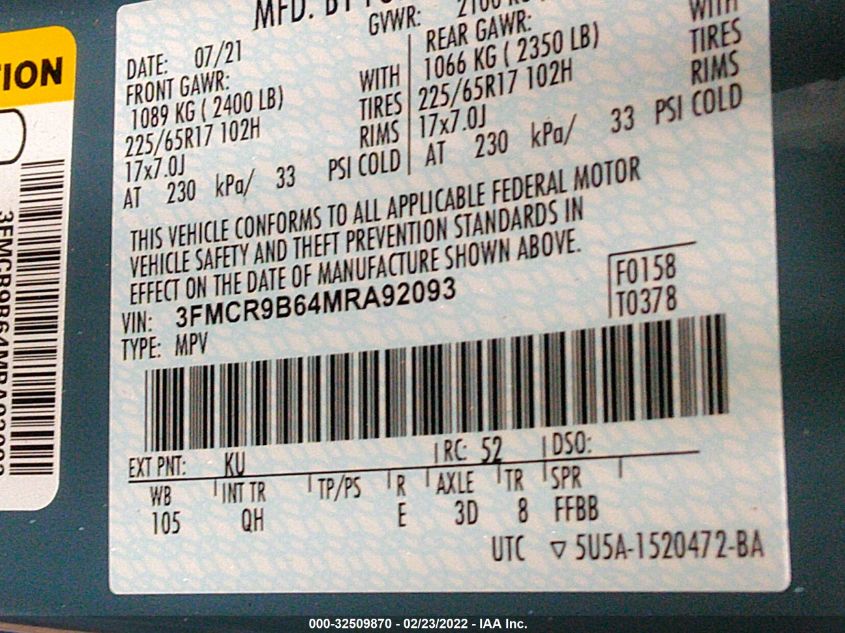 TION
3FMCR9B64MRA92093
MFD. BY
GVWR:
DATE: 07/21
FRONT GAWR:
1089 KG ( 2400 LB) WITH
225/65R17 102H TIRES
17x7.0J RIMS
AT 230 kPa/ 33 PSI COLD
REAR GAWR:
1066 KG ( 2350 LB) WITH
225/65R17 102H TIRES
17x7.0J RIMS
AT 230 kPa/ 33 PSI COLD
THIS VEHICLE CONFORMS TO ALL APPLICABLE FEDERAL MOTOR
VEHICLE SAFETY AND THEFT PREVENTION STANDARDS IN
EFFECT ON THE DATE OF MANUFACTURE SHOWN ABOVE.
VIN: 3FMCR9B64MRA92093
F0158
T0378
TYPE: MPV
EXT PNT: KU RC: 52 DSO:
WB INT TR TP/PS R AXLE TR SPR
105 QH E 3D 8 FFBB
UTC ▽ 5U5A-1520472-BA
000-32509870 - 02/23/2022 - IAA Inc.